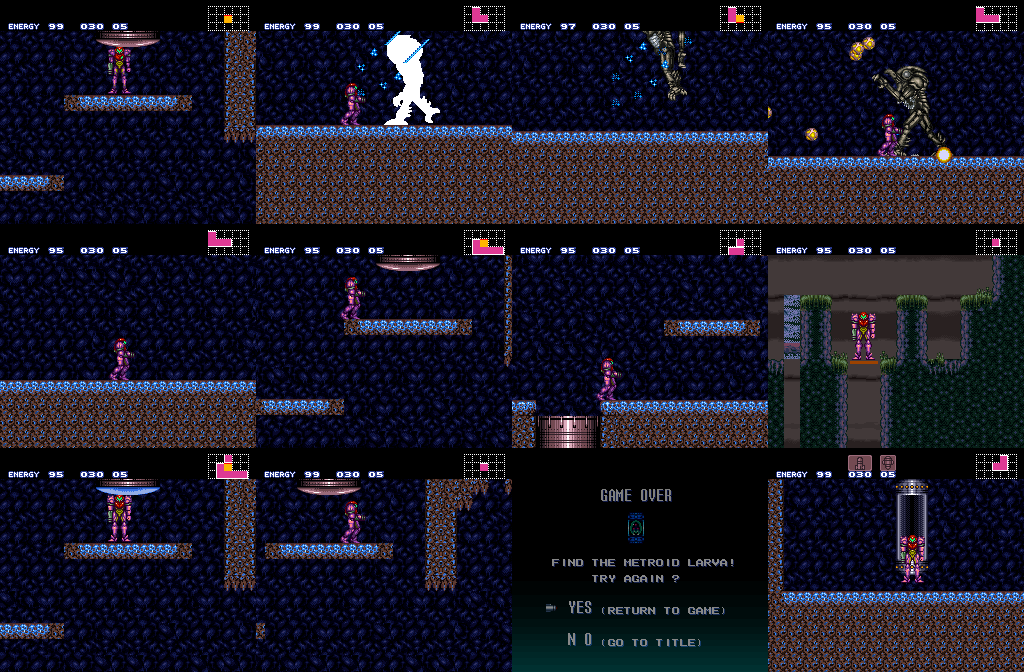 ENERGY 99 030 05
ENERGY 99 030 05
ENERGY 97 030 05
ENERGY 95 030 05
ENERGY 95 030 05
ENERGY 95 030 05
ENERGY 95 030 05
ENERGY 95 030 05
ENERGY 95 030 05
ENERGY 99 030 05
GAME OVER
FIND THE METROID LARVA!
TRY AGAIN ?
YES (RETURN TO GAME)
NO (GO TO TITLE)
ENERGY 99 030 05